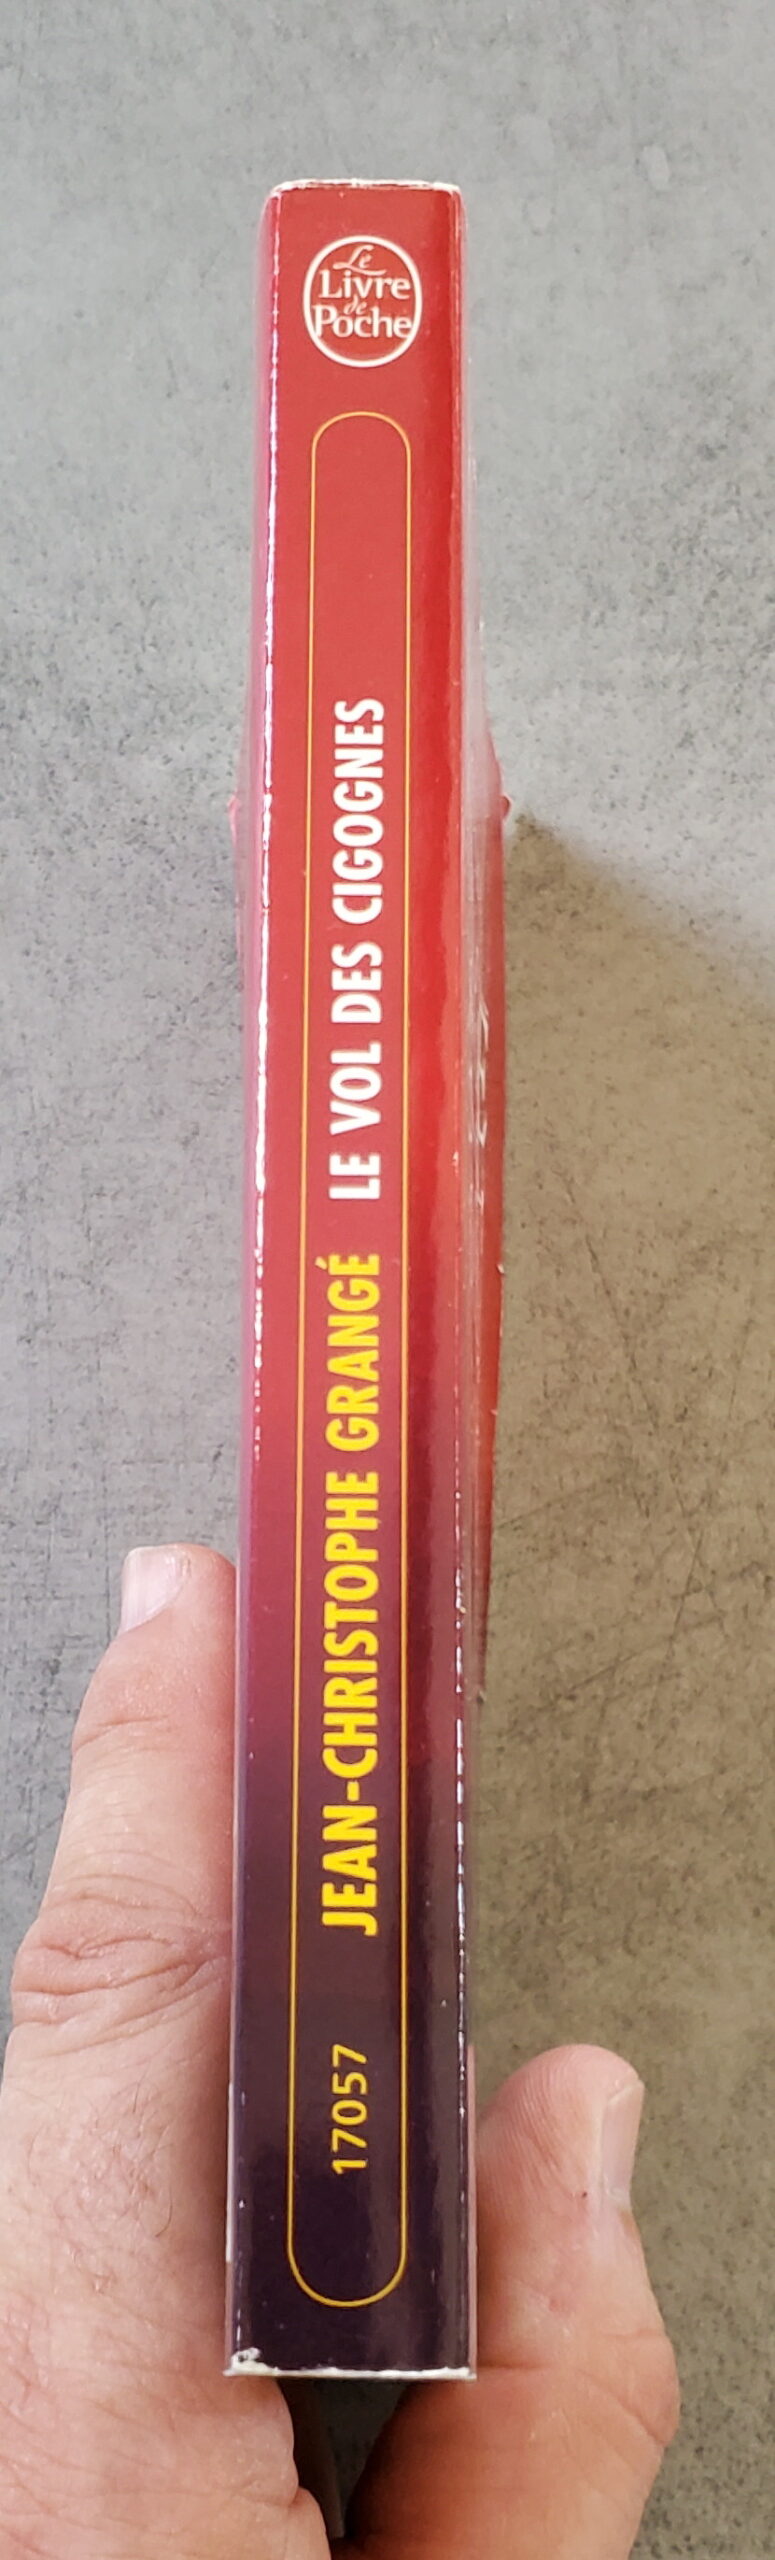 Le
Livre
de
Poche
17057 JEAN-CHRISTOPHE GRANGÉ LE VOL DES CIGOGNES